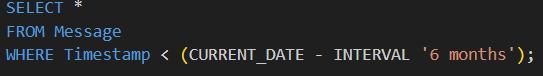 SELECT *
FROM Message
WHERE Timestamp < (CURRENT_DATE - INTERVAL '6 months');